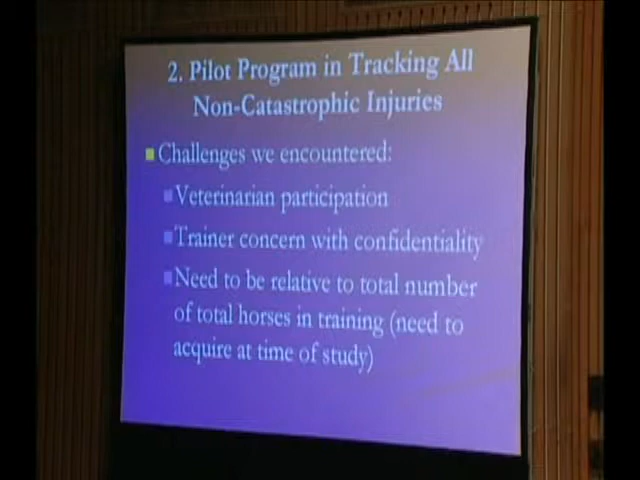 2. Pilot Program in Tracking All
Non-Catastrophic Injuries
Challenges we encountered:
Veterinarian participation
Trainer concern with confidentiality
Need to be relative to total number
of total horses in training (need to
acquire at time of study)